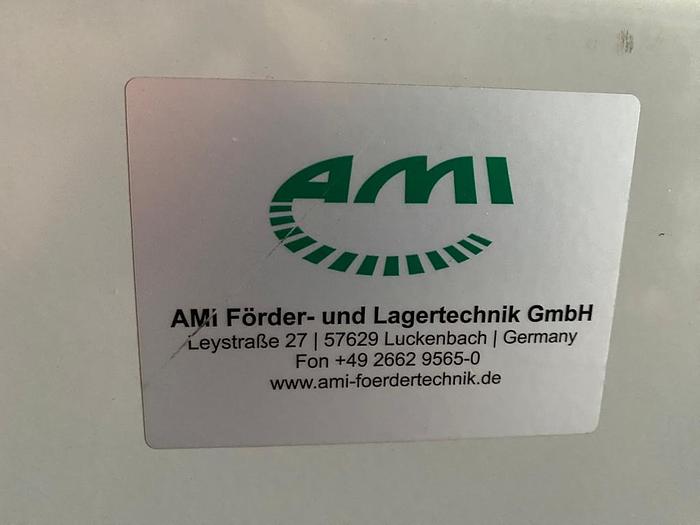 AMI
AMi Förder- und Lagertechnik GmbH
Leystraße 27 | 57629 Luckenbach | Germany
Fon +49 2662 9565-0
www.ami-foerdertechnik.de